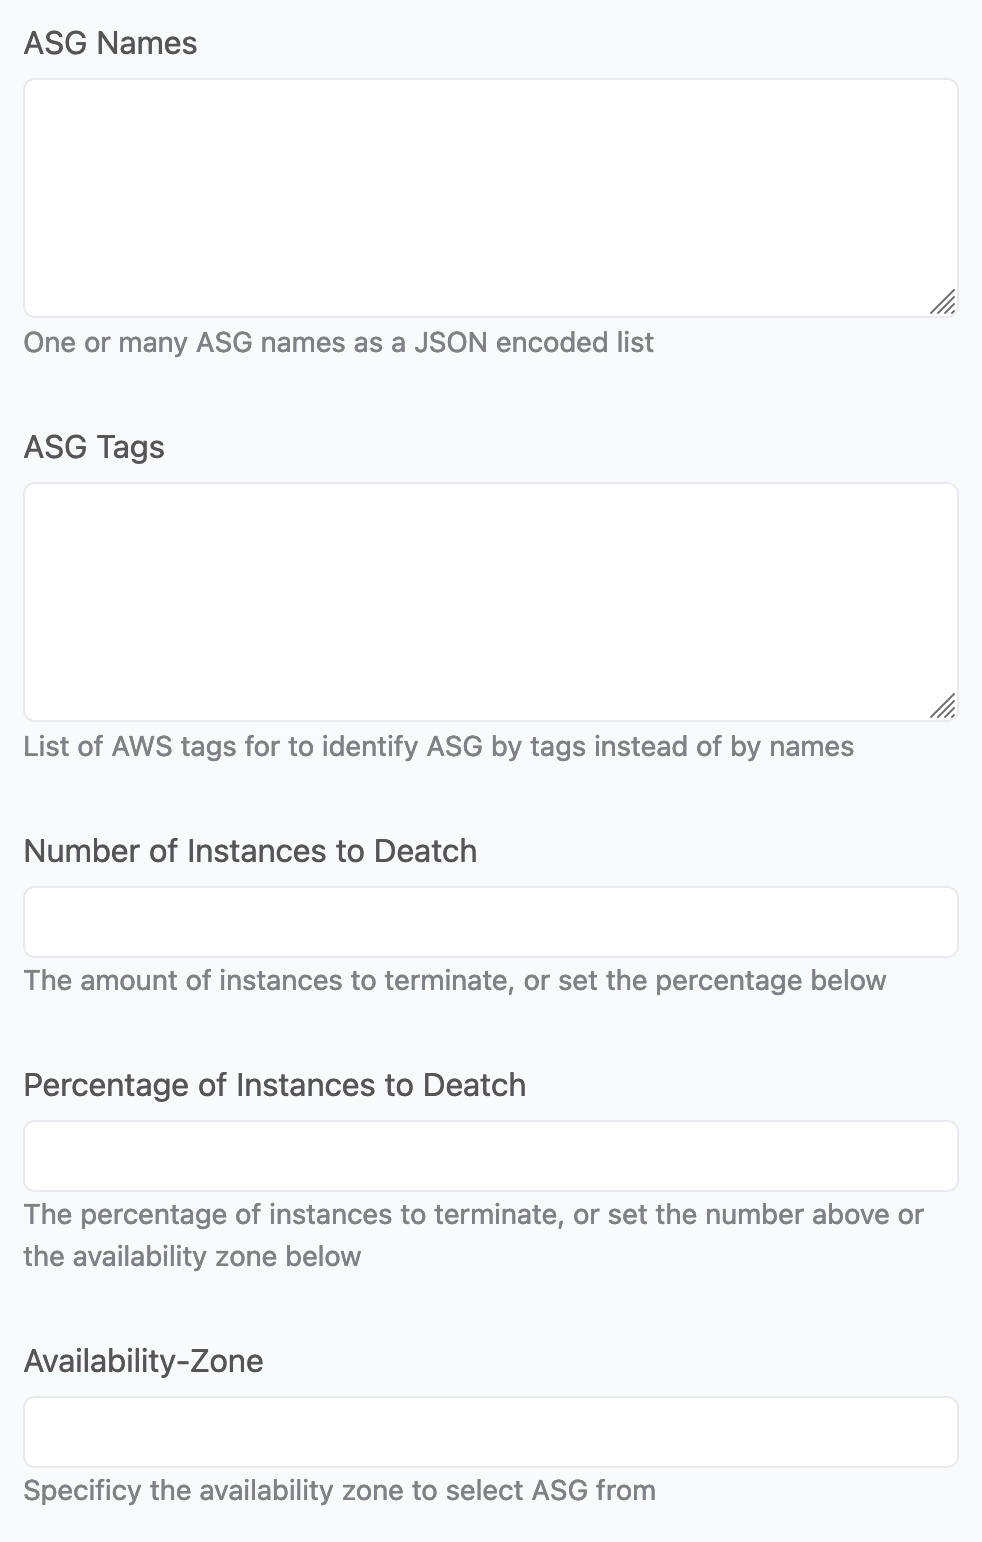 ASG Names
One or many ASG names as a JSON encoded list
ASG Tags
List of AWS tags for to identify ASG by tags instead of by names
Number of Instances to Deatch
The amount of instances to terminate, or set the percentage below
Percentage of Instances to Deatch
The percentage of instances to terminate, or set the number above or
the availability zone below
Availability-Zone
Specificy the availability zone to select ASG from